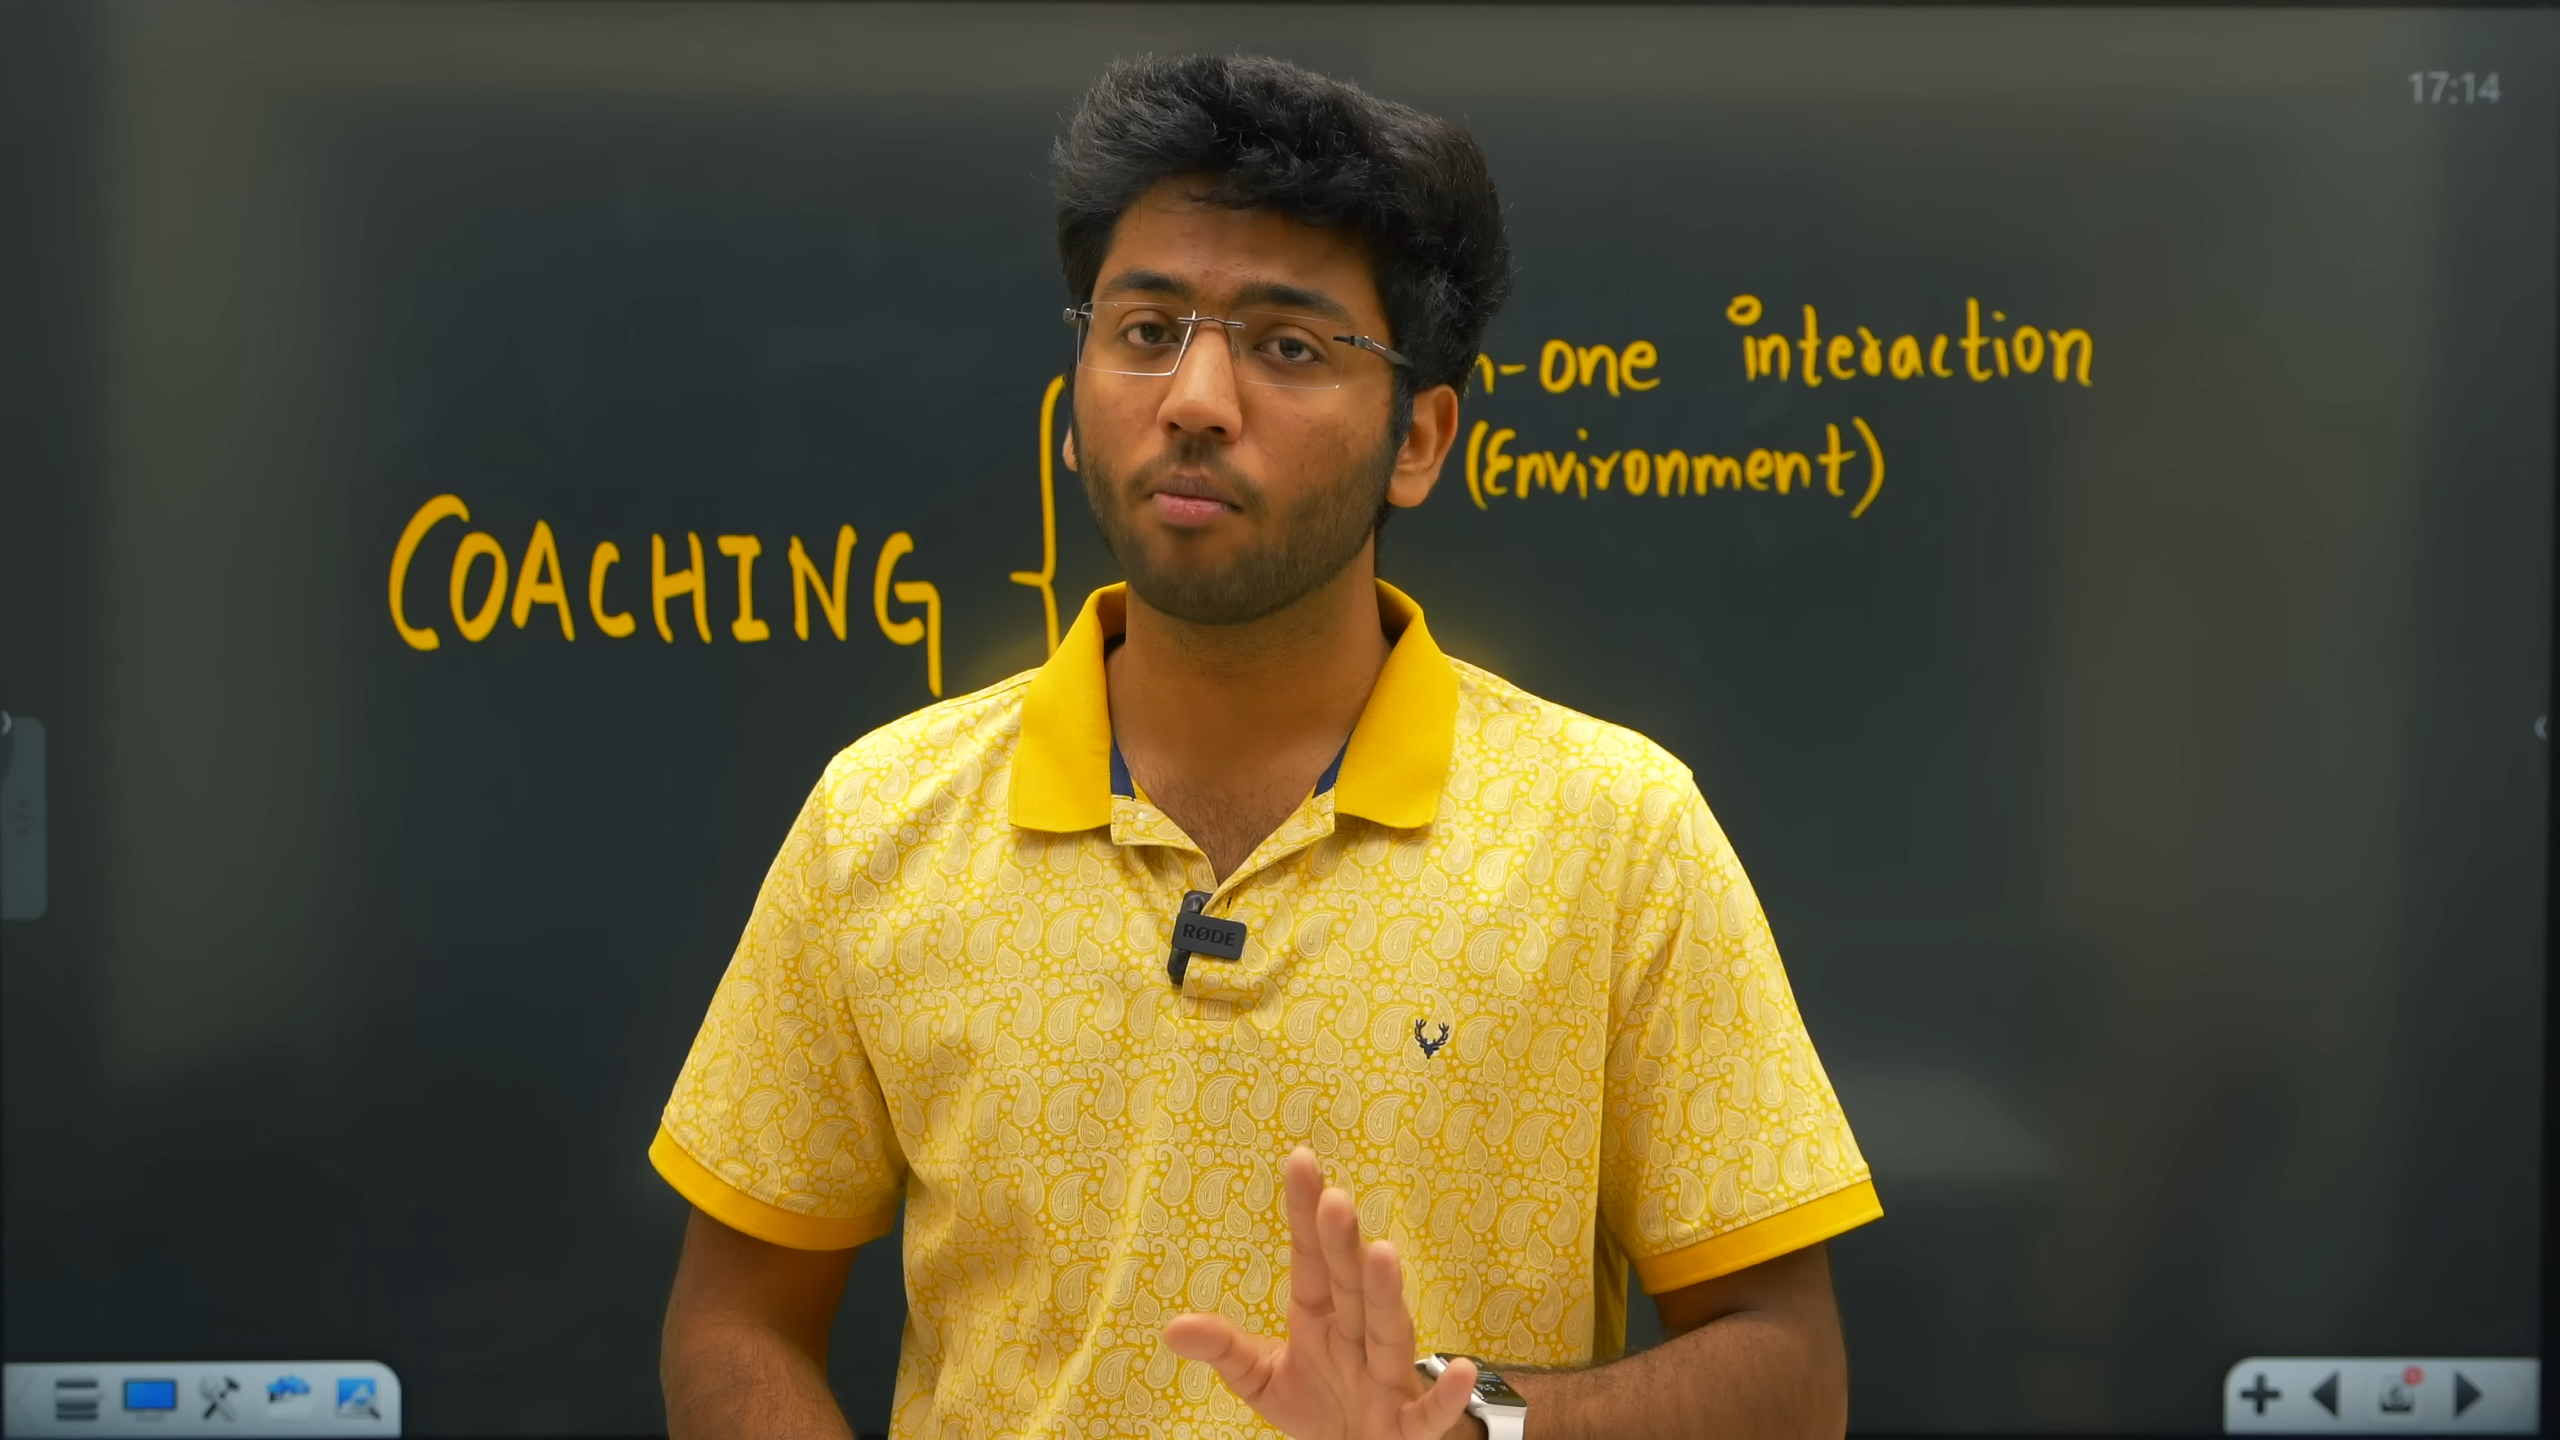 17:14
-one interaction
(Environment)
COACHING
RØDE